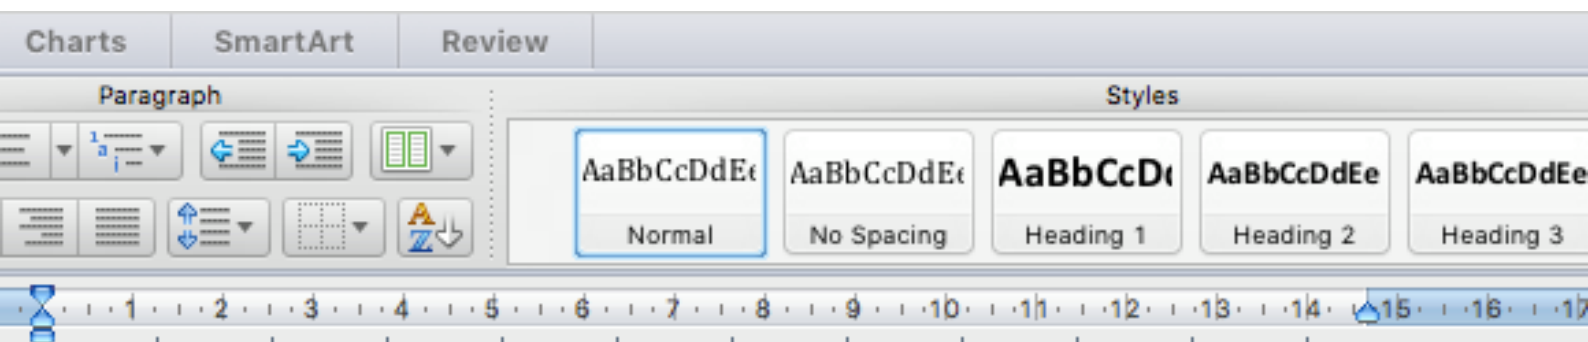 Charts SmartArt Review
Paragraph Styles
AaBbCcDdEe AaBbCcDdEe AaBbCcDd AaBbCcDdEe AaBbCcDdEe
Normal No Spacing Heading 1 Heading 2 Heading 3
1 2 3 4 5 6 7 8 9 10 11 12 13 14 15 16 17